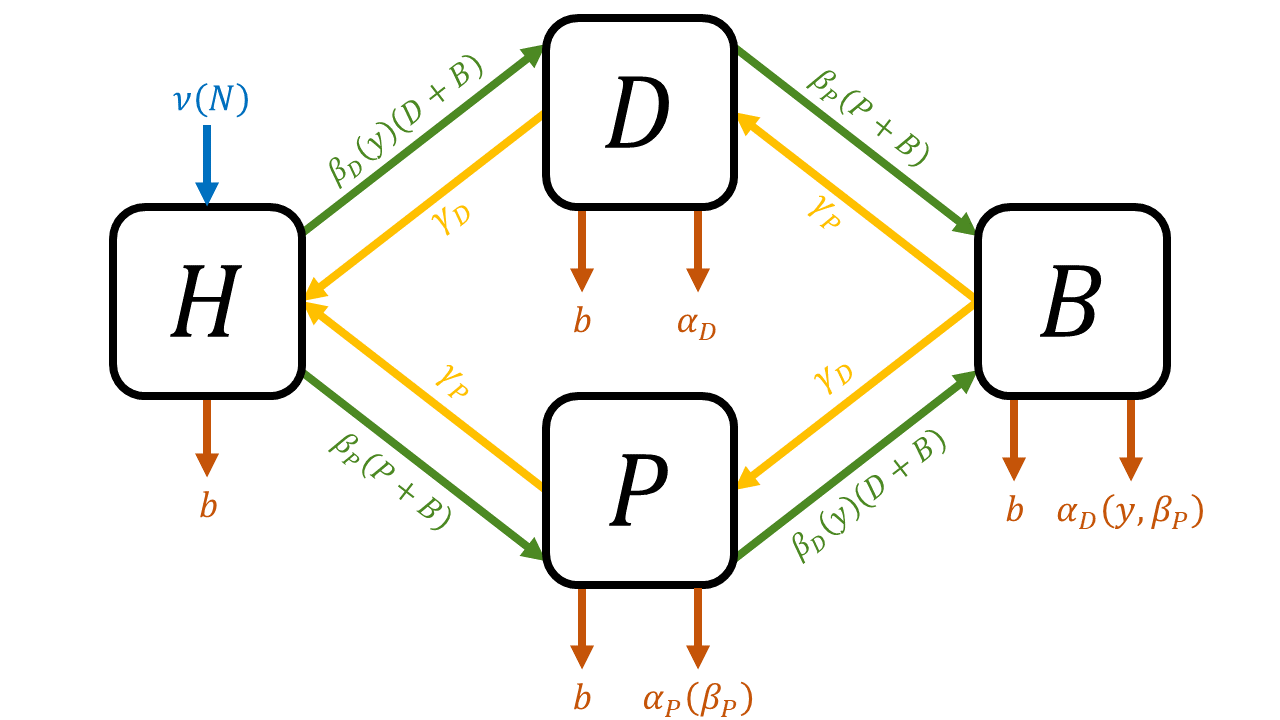 D
ν(N)
β_D(y)(D + B)
β_P(P + B)
γ_D
γ_P
H
B
b
α_D
γ_P
γ_D
b
β_P(P + B)
P
β_D(y)(D + B)
b
α_D(y, β_P)
b
α_P(β_P)